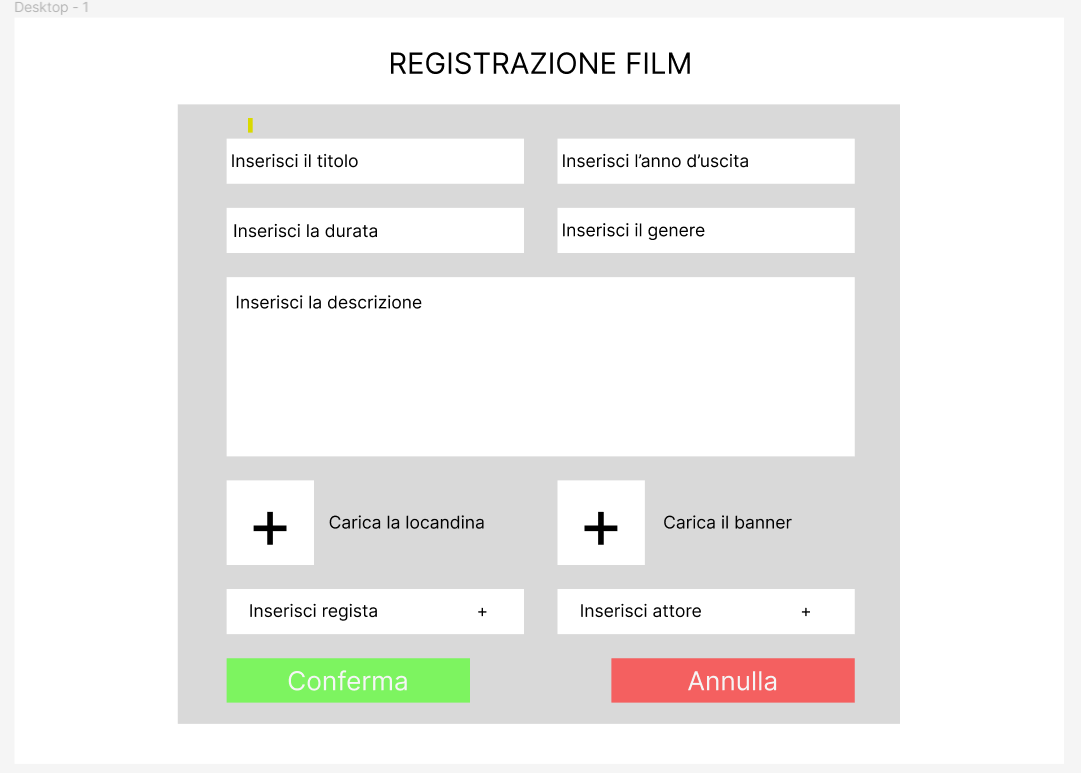 Desktop - 1
REGISTRAZIONE FILM
Inserisci il titolo
Inserisci l’anno d’uscita
Inserisci la durata
Inserisci il genere
Inserisci la descrizione
+ Carica la locandina
+ Carica il banner
Inserisci regista +
Inserisci attore +
Conferma
Annulla